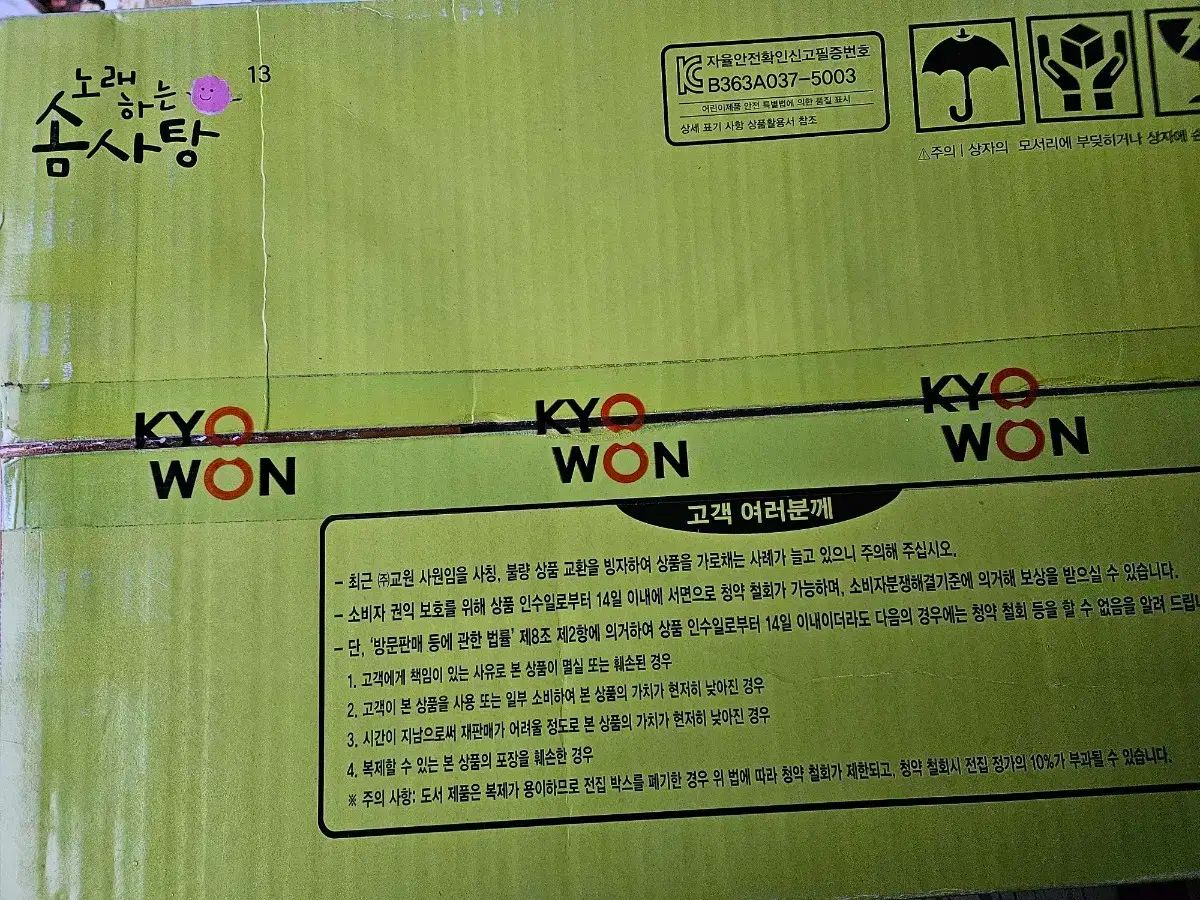 노래
하는
솜사탕
13
KC 자율안전확인신고필증번호
B363A037-5003
어린이제품 안전 특별법에 의한 품질 표시
상세 표기 사항 상품활용서 참조
⚠주의 | 상자의 모서리에 부딪히거나 상자에
KYO
WON
KYO
WON
KYO
WON
고객 여러분께
- 최근 ㈜교원 사원임을 사칭, 불량 상품 교환을 빙자하여 상품을 가로채는 사례가 늘고 있으니 주의해 주십시오.
- 소비자 권익 보호를 위해 상품 인수일로부터 14일 이내에 서면으로 청약 철회가 가능하며, 소비자분쟁해결기준에 의거해 보상을 받으실 수 있습니다.
- 단, '방문판매 등에 관한 법률' 제8조 제2항에 의거하여 상품 인수일로부터 14일 이내이더라도 다음의 경우에는 청약 철회 등을 할 수 없음을 알려 드립니
1. 고객에게 책임이 있는 사유로 본 상품이 멸실 또는 훼손된 경우
2. 고객이 본 상품을 사용 또는 일부 소비하여 본 상품의 가치가 현저히 낮아진 경우
3. 시간이 지남으로써 재판매가 어려울 정도로 본 상품의 가치가 현저히 낮아진 경우
4. 복제할 수 있는 본 상품의 포장을 훼손한 경우
※ 주의 사항: 도서 제품은 복제가 용이하므로 전집 박스를 폐기한 경우 위 법에 따라 청약 철회가 제한되고, 청약 철회시 전집 정가의 10%가 부과될 수 있습니다.